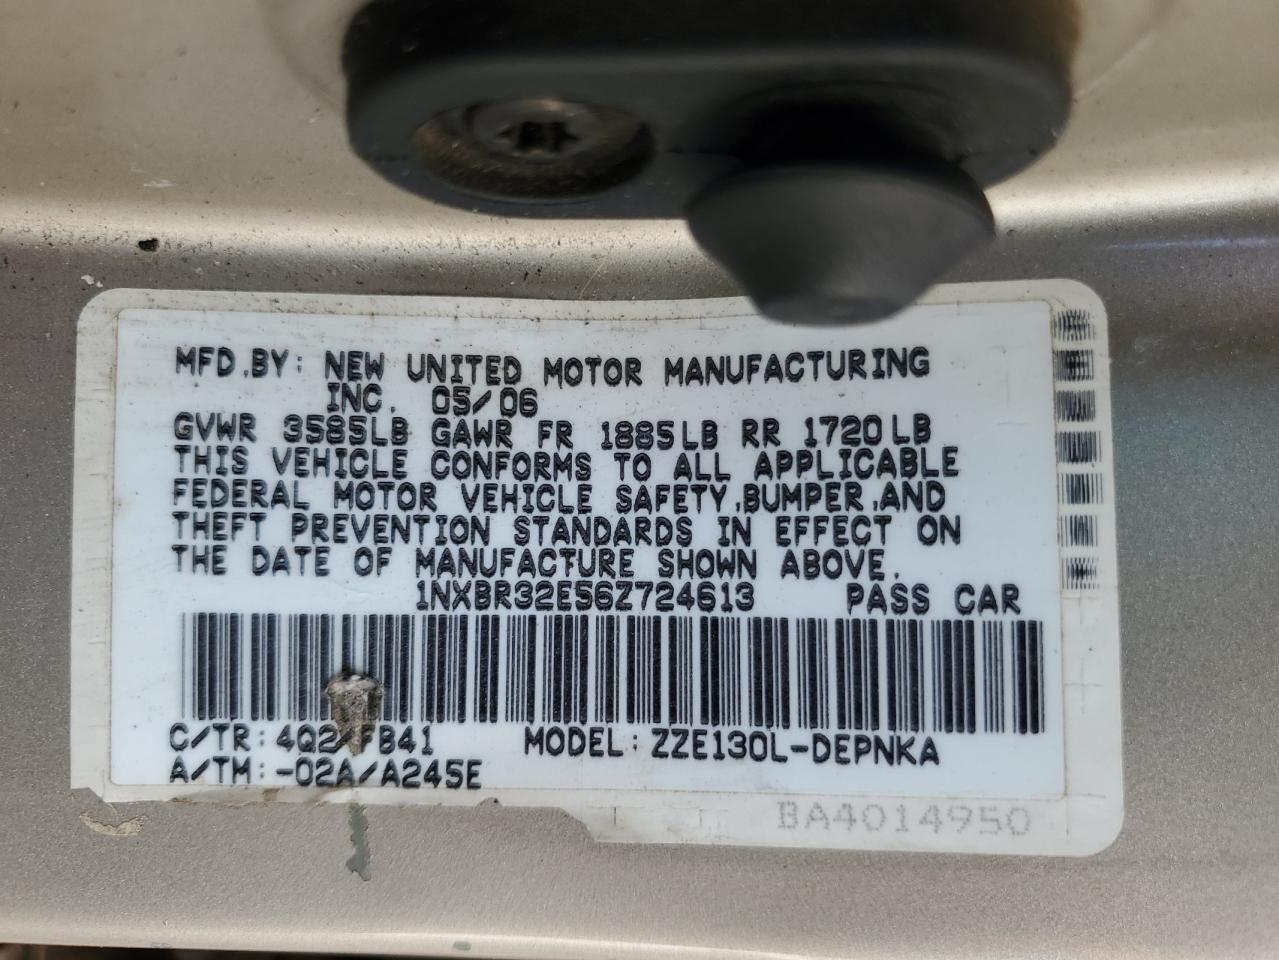 MFD.BY: NEW UNITED MOTOR MANUFACTURING
INC. 05/06
GVWR 3585LB GAWR FR 1885LB RR 1720LB
THIS VEHICLE CONFORMS TO ALL APPLICABLE
FEDERAL MOTOR VEHICLE SAFETY,BUMPER,AND
THEFT PREVENTION STANDARDS IN EFFECT ON
THE DATE OF MANUFACTURE SHOWN ABOVE.
1NXBR32E56Z724613 PASS CAR
C/TR: FB41 MODEL: ZZE130L-DEPNKA
A/TM:-02A/A245E
BA4014950